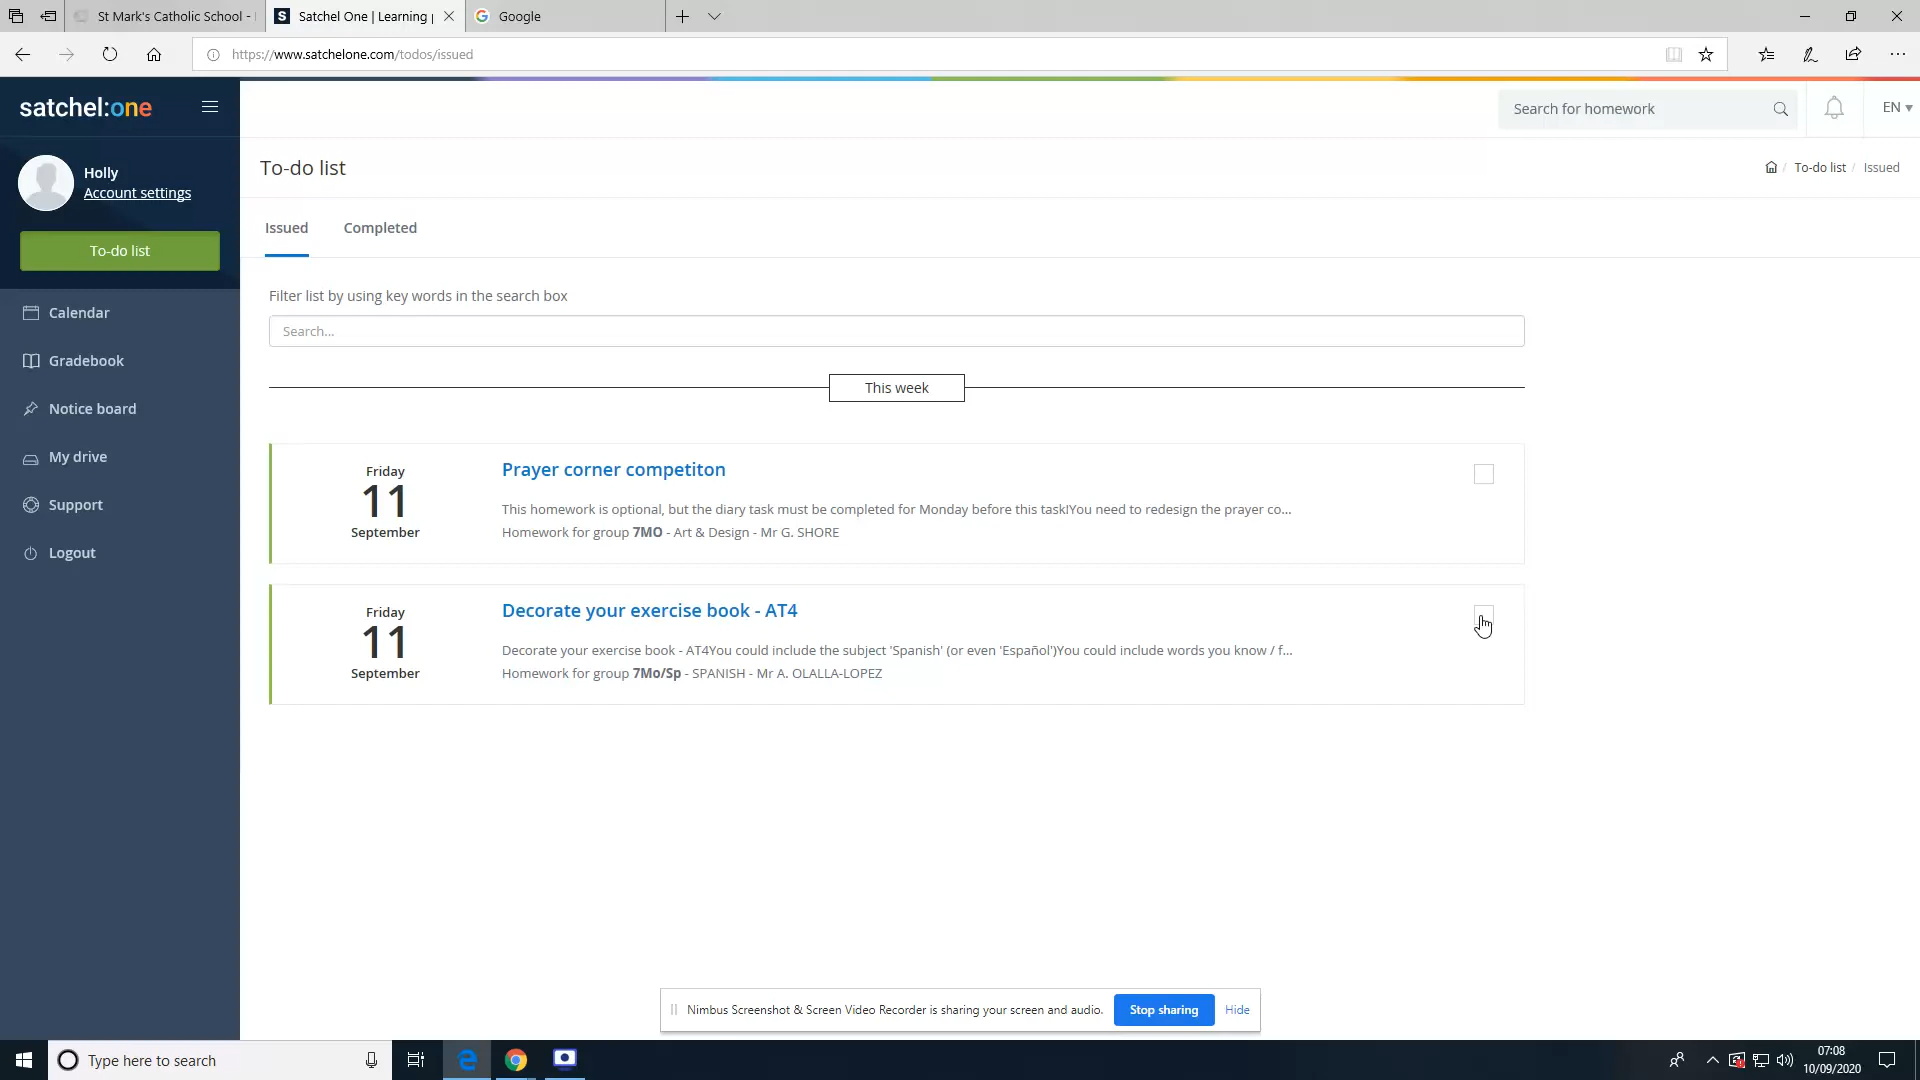 St Mark's Catholic School -
S Satchel One | Learning p
Google
https://www.satchelone.com/todos/issued
satchel:one
Search for homework
EN
Holly
Account settings
To-do list
To-do list / Issued
To-do list
Issued
Completed
Calendar
Gradebook
Notice board
My drive
Support
Logout
Filter list by using key words in the search box
Search...
This week
Friday
11
September
Prayer corner competiton
This homework is optional, but the diary task must be completed for Monday before this task!You need to redesign the prayer co...
Homework for group 7MO - Art & Design - Mr G. SHORE
Friday
11
September
Decorate your exercise book - AT4
Decorate your exercise book - AT4You could include the subject 'Spanish' (or even 'Español')You could include words you know / f...
Homework for group 7Mo/Sp - SPANISH - Mr A. OLALLA-LOPEZ
Nimbus Screenshot & Screen Video Recorder is sharing your screen and audio.
Stop sharing
Hide
Type here to search
07:08
10/09/2020